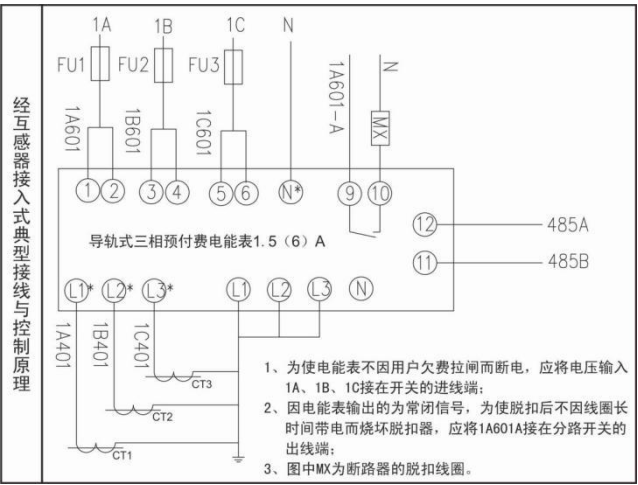 经互感器接入式典型接线与控制原理
1A 1B 1C N
FU1 FU2 FU3
1A601 1B601 1C601 1A601-A N
MX
1 2 3 4 5 6 N* 9 10
12 485A
导轨式三相预付费电能表1.5（6）A
11 485B
L1* L2* L3* L1 L2 L3 N
1A401 1B401 1C401
CT3
CT2
CT1
1、为使电能表不因用户欠费拉闸而断电，应将电压输入
1A、1B、1C接在开关的进线端；
2、因电能表输出的为常闭信号，为使脱扣后不因线圈长
时间带电而烧坏脱扣器，应将1A601A接在分路开关的
出线端；
3、图中MX为断路器的脱扣线圈。